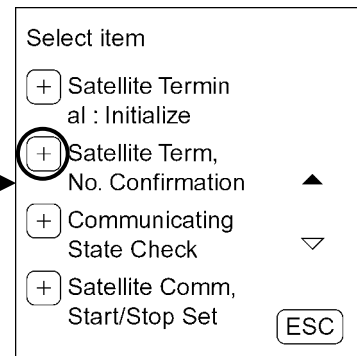 Select item
+ Satellite Termin
al : Initialize
+ Satellite Term,
No. Confirmation
+ Communicating
State Check
+ Satellite Comm,
Start/Stop Set
ESC